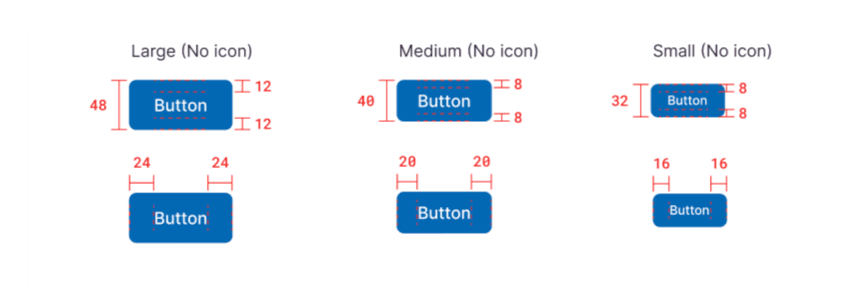 Large (No icon)
Medium (No icon)
Small (No icon)
48
Button
12
12
40
Button
8
8
32
Button
8
8
24
24
Button
20
20
Button
16
16
Button